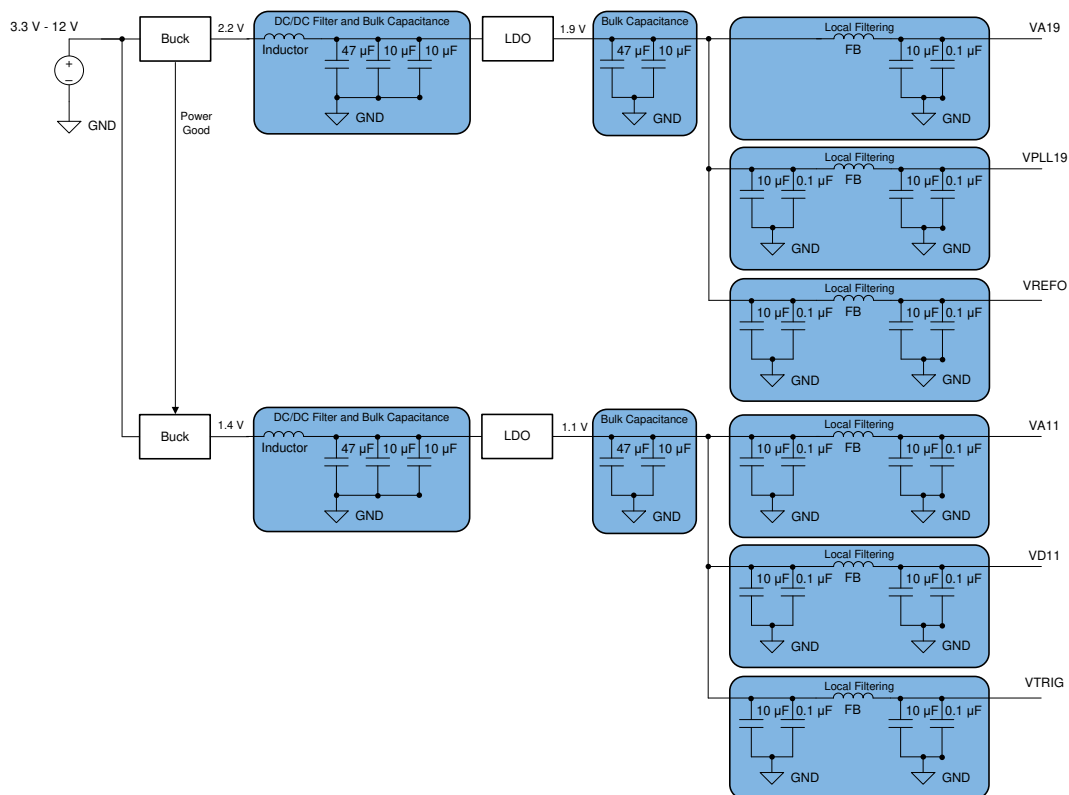 3.3 V - 12 V
Buck
2.2 V
DC/DC Filter and Bulk Capacitance
Inductor
47 µF
10 µF
10 µF
GND
LDO
1.9 V
Bulk Capacitance
47 µF
10 µF
GND
Local Filtering
FB
10 µF
0.1 µF
GND
VA19
+
–
GND
Power
Good
Local Filtering
10 µF
0.1 µF
FB
10 µF
0.1 µF
GND
GND
VPLL19
Local Filtering
10 µF
0.1 µF
FB
10 µF
0.1 µF
GND
GND
VREFO
Buck
1.4 V
DC/DC Filter and Bulk Capacitance
Inductor
47 µF
10 µF
10 µF
GND
LDO
1.1 V
Bulk Capacitance
47 µF
10 µF
GND
Local Filtering
10 µF
0.1 µF
FB
10 µF
0.1 µF
GND
GND
VA11
Local Filtering
10 µF
0.1 µF
FB
10 µF
0.1 µF
GND
GND
VD11
Local Filtering
10 µF
0.1 µF
FB
10 µF
0.1 µF
GND
GND
VTRIG